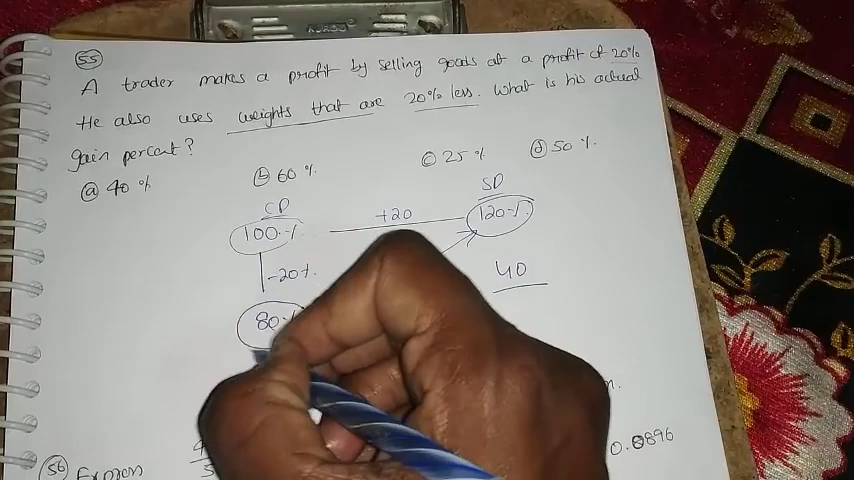 55
A trader makes a profit by selling goods at a profit of 20%
He also uses weights that are 20% less. What is his actual
gain percent?
ⓐ 40 % ⓑ 60 % ⓒ 25 % ⓓ 50 %.
CP SP
100% +20 120%
-20% 40
80%
0.0896
56 Express